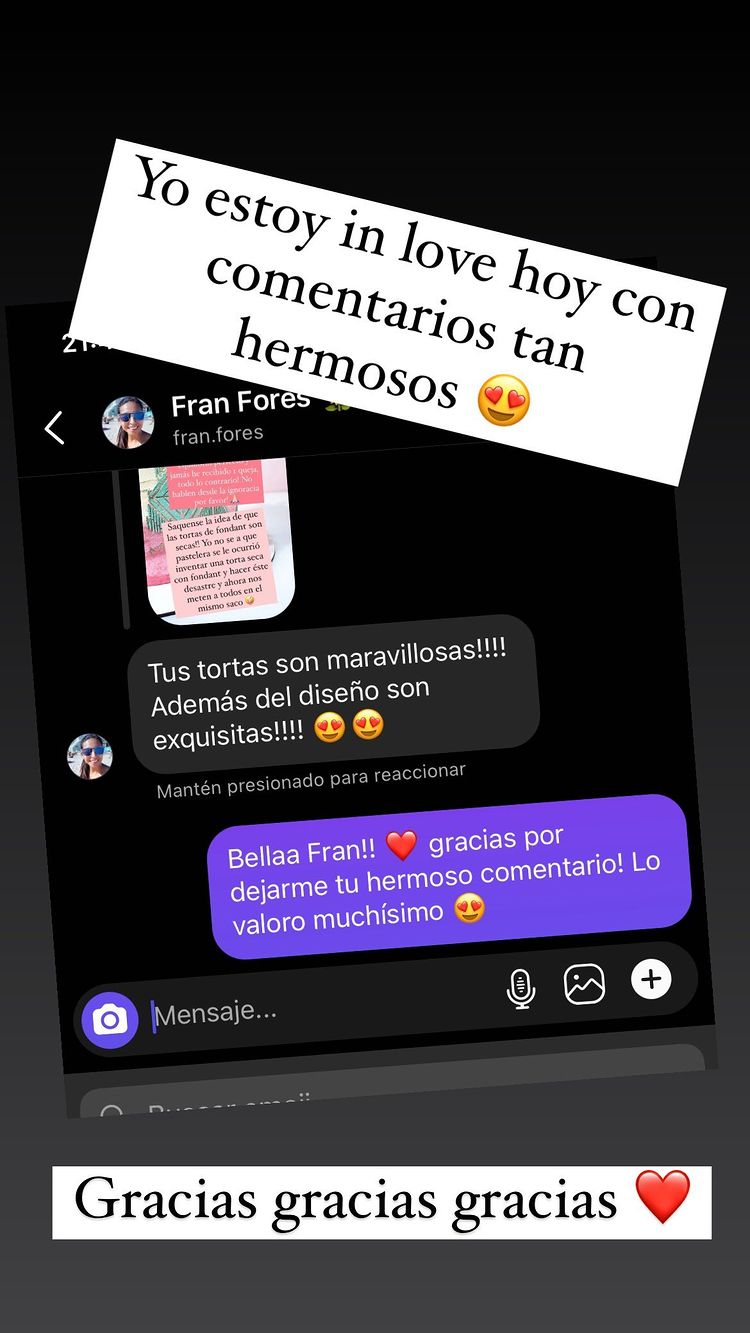 Yo estoy in love hoy con
comentarios tan
hermosos 😍
Fran Fores
fran.fores
jamás he recibido 1 queja,
todo lo contrario! No
hablen desde la ignoracia
por favor! 🙏
Saquense la idea de que
las tortas de fondant son
secas!! Yo no se a que
pastelera se le ocurrió
inventar una torta seca
con fondant y hacer éste
desastre y ahora nos
meten a todos en el
mismo saco 🤣
Tus tortas son maravillosas!!!!
Además del diseño son
exquisitas!!!! 😍😍
Mantén presionado para reaccionar
Bellaa Fran!! ❤️ gracias por
dejarme tu hermoso comentario! Lo
valoro muchísimo 😍
Mensaje...
Buscar emoji
Gracias gracias gracias ❤️